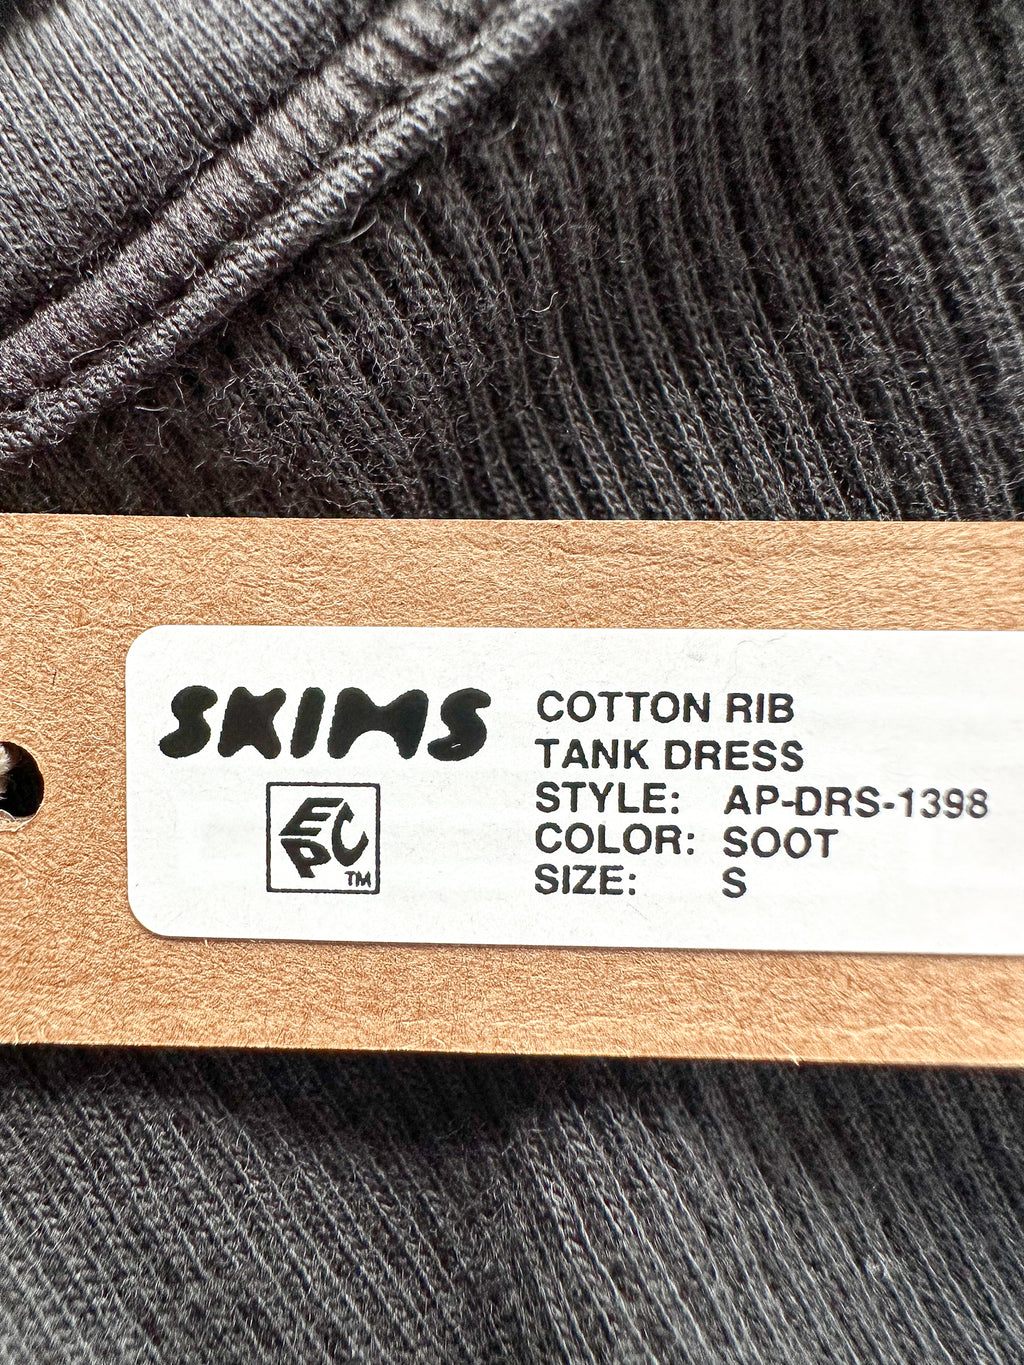 SKIMS
EPC
TM
COTTON RIB
TANK DRESS
STYLE: AP-DRS-1398
COLOR: SOOT
SIZE: S